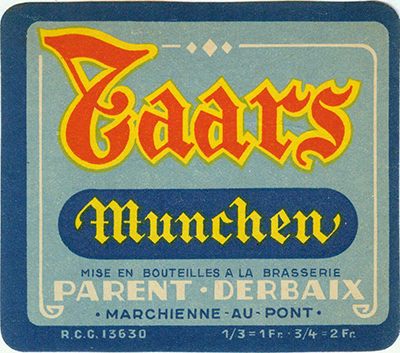 Taars
Munchen
MISE EN BOUTEILLES A LA BRASSERIE
PARENT · DERBAIX
· MARCHIENNE-AU-PONT ·
R.C.C. 13630 1/3 = 1 Fr. · 3/4 = 2 Fr.